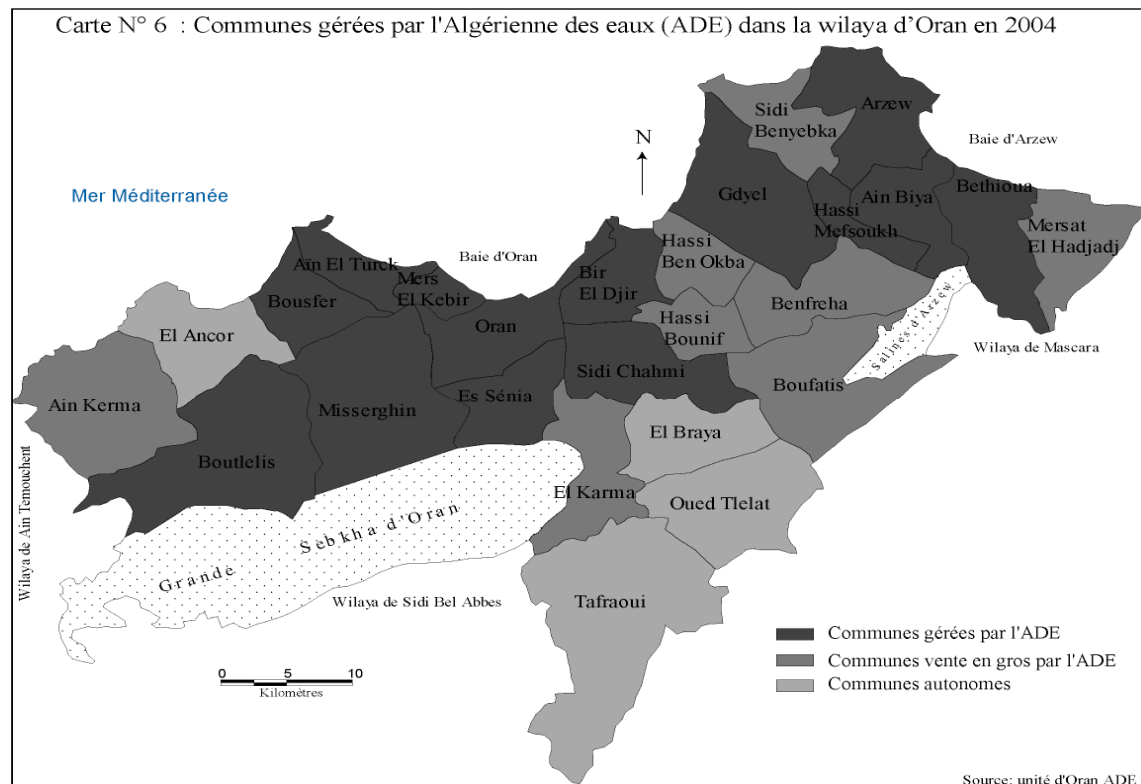 Carte N° 6 : Communes gérées par l'Algérienne des eaux (ADE) dans la wilaya d'Oran en 2004
Arzew
Sidi
Benyebka
N
Baie d'Arzew
Mer Méditerranée
Gdyel
Ain Biya
Bethioua
Hassi
Mefsoukh
Mersat
El Hadjadj
Hassi
Ben Okba
Baie d'Oran
Aïn El Turck
Mers
El Kebir
Bir
El Djir
Bousfer
Benfreha
El Ancor
Oran
Hassi
Bounif
Salines d'Arzew
Wilaya de Mascara
Sidi Chahmi
Boufatis
Ain Kerma
Misserghin
Es Sénia
El Braya
Boutlelis
El Karma
Oued Tlelat
Wilaya de Ain Temouchent
Grande Sebkha d'Oran
Wilaya de Sidi Bel Abbes
Tafraoui
Communes gérées par l'ADE
Communes vente en gros par l'ADE
Communes autonomes
0 5 10
Kilomètres
Source: unité d'Oran ADE